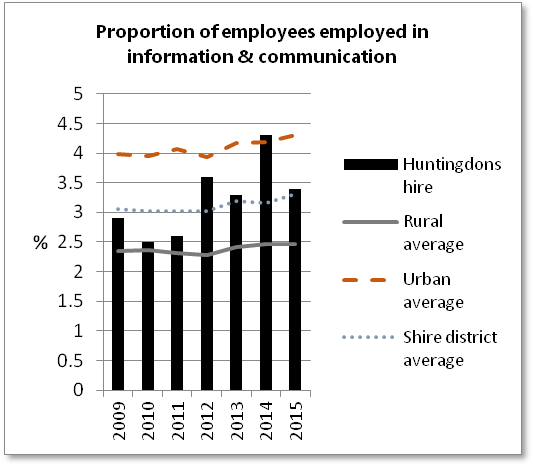 Proportion of employees employed in
information & communication
5
4.5
4
3.5
3
2.5
2
1.5
1
0.5
0
%
2009
2010
2011
2012
2013
2014
2015
Huntingdons
hire
Rural
average
Urban
average
Shire district
average